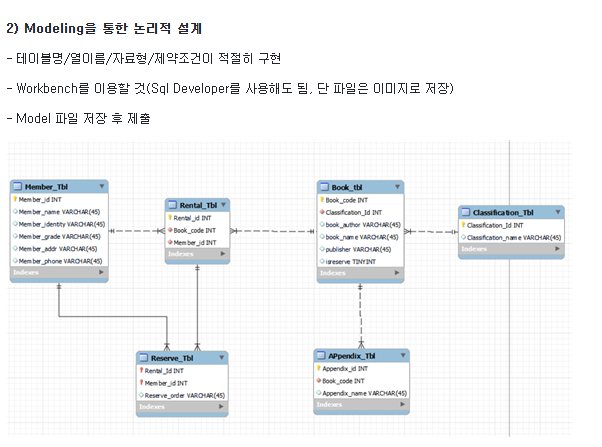 2) Modeling을 통한 논리적 설계
- 테이블명/열이름/자료형/제약조건이 적절히 구현
- Workbench를 이용할 것(Sql Developer를 사용해도 됨, 단 파일은 이미지로 저장)
- Model 파일 저장 후 제출
Member_Tbl
Member_id INT
Member_name VARCHAR(45)
Member_identity VARCHAR(45)
Member_grade VARCHAR(45)
Member_addr VARCHAR(45)
Member_phone VARCHAR(45)
Indexes
Rental_Tbl
Rental_id INT
Book_code INT
Member_id INT
Indexes
Book_tbl
Book_code INT
Classification_Id INT
book_author VARCHAR(45)
book_name VARCHAR(45)
publisher VARCHAR(45)
isreserve TINYINT
Indexes
Classification_Tbl
Classification_Id INT
Classification_name VARCHAR(45)
Indexes
Reserve_Tbl
Rental_Id INT
Member_id INT
Reserve_order VARCHAR(45)
Indexes
APpendix_Tbl
Appendix_id INT
Book_code INT
Appendix_name VARCHAR(45)
Indexes